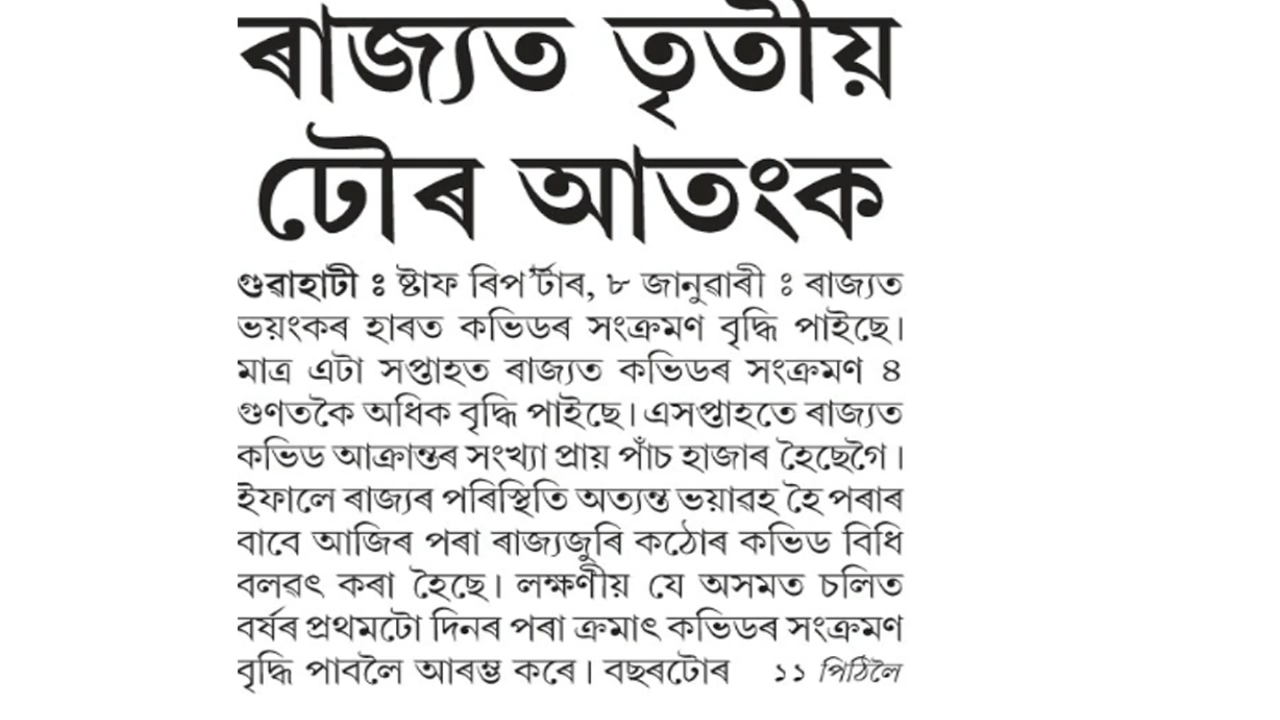 ৰাজ্যত তৃতীয়
ঢৌৰ আতংক
গুৱাহাটী ঃ ষ্টাফ ৰিপ’ৰ্টাৰ, ৮ জানুৱাৰী ঃ ৰাজ্যত
ভয়ংকৰ হাৰত কভিডৰ সংক্ৰমণ বৃদ্ধি পাইছে।
মাত্ৰ এটা সপ্তাহত ৰাজ্যত কভিডৰ সংক্ৰমণ ৪
গুণতকৈ অধিক বৃদ্ধি পাইছে। এসপ্তাহতে ৰাজ্যত
কভিড আক্ৰান্তৰ সংখ্যা প্ৰায় পাঁচ হাজাৰ হৈছেগৈ।
ইফালে ৰাজ্যৰ পৰিস্থিতি অত্যন্ত ভয়াৱহ হৈ পৰাৰ
বাবে আজিৰ পৰা ৰাজ্যজুৰি কঠোৰ কভিড বিধি
বলৱৎ কৰা হৈছে। লক্ষণীয় যে অসমত চলিত
বৰ্ষৰ প্ৰথমটো দিনৰ পৰা ক্ৰমাৎ কভিডৰ সংক্ৰমণ
বৃদ্ধি পাবলৈ আৰম্ভ কৰে। বছৰটোৰ ১১ পিঠিলৈ